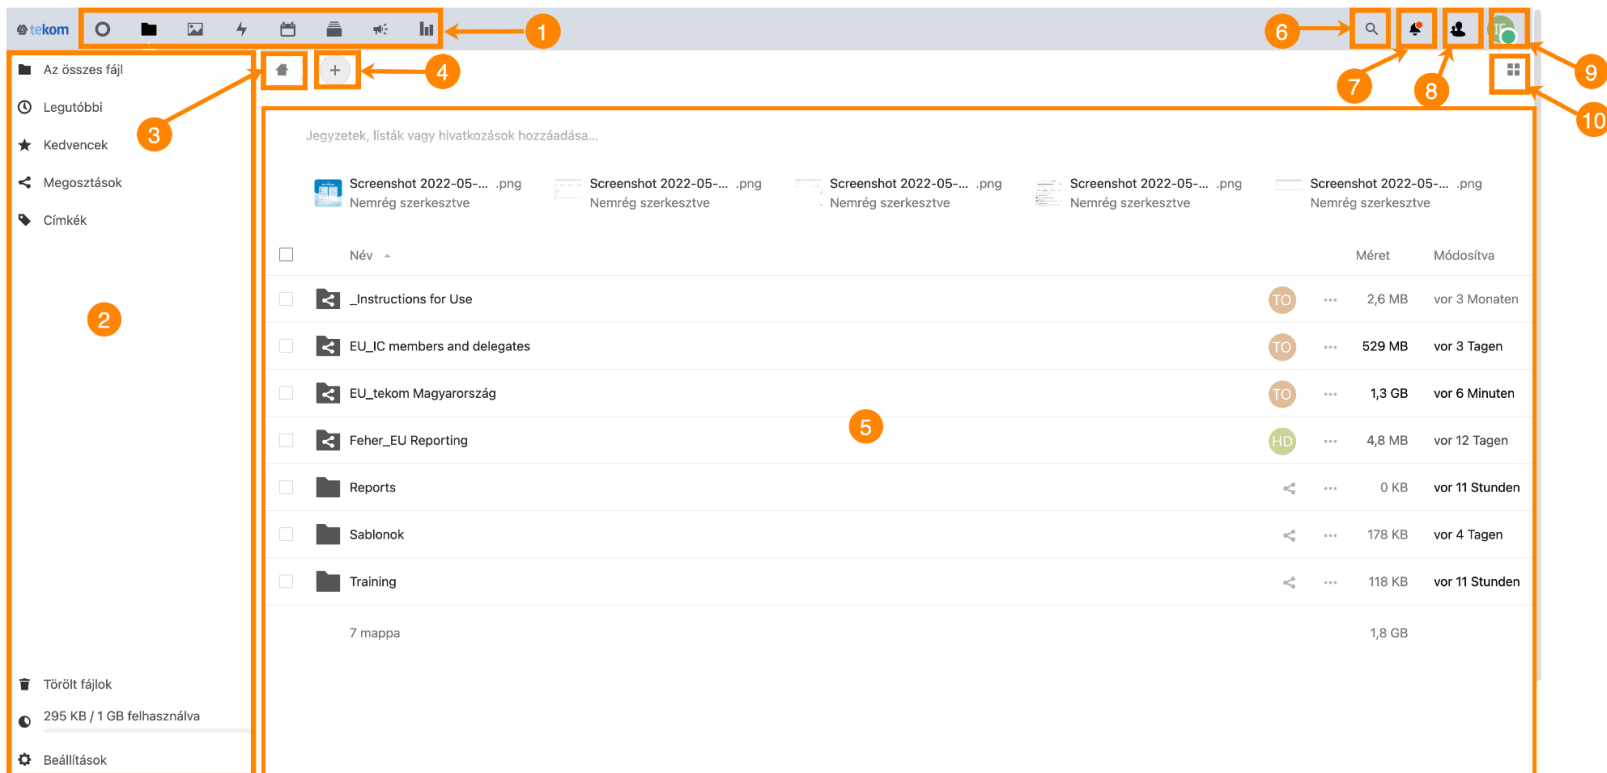 tekom
1
6
7
8
9
10
Az összes fájl
Legutóbbi
Kedvencek
Megosztások
Címkék
2
3
4
Jegyzetek, listák vagy hivatkozások hozzáadása...
Screenshot 2022-05-... .png
Nemrég szerkesztve
Screenshot 2022-05-... .png
Nemrég szerkesztve
Screenshot 2022-05-... .png
Nemrég szerkesztve
Screenshot 2022-05-... .png
Nemrég szerkesztve
Screenshot 2022-05-... .png
Nemrég szerkesztve
Név Méret Módosítva
_Instructions for Use TO ... 2,6 MB vor 3 Monaten
EU_IC members and delegates TO ... 529 MB vor 3 Tagen
EU_tekom Magyarország TO ... 1,3 GB vor 6 Minuten
5
Feher_EU Reporting HD ... 4,8 MB vor 12 Tagen
Reports ... 0 KB vor 11 Stunden
Sablonok ... 178 KB vor 4 Tagen
Training ... 118 KB vor 11 Stunden
7 mappa 1,8 GB
Törölt fájlok
295 KB / 1 GB felhasználva
Beállítások